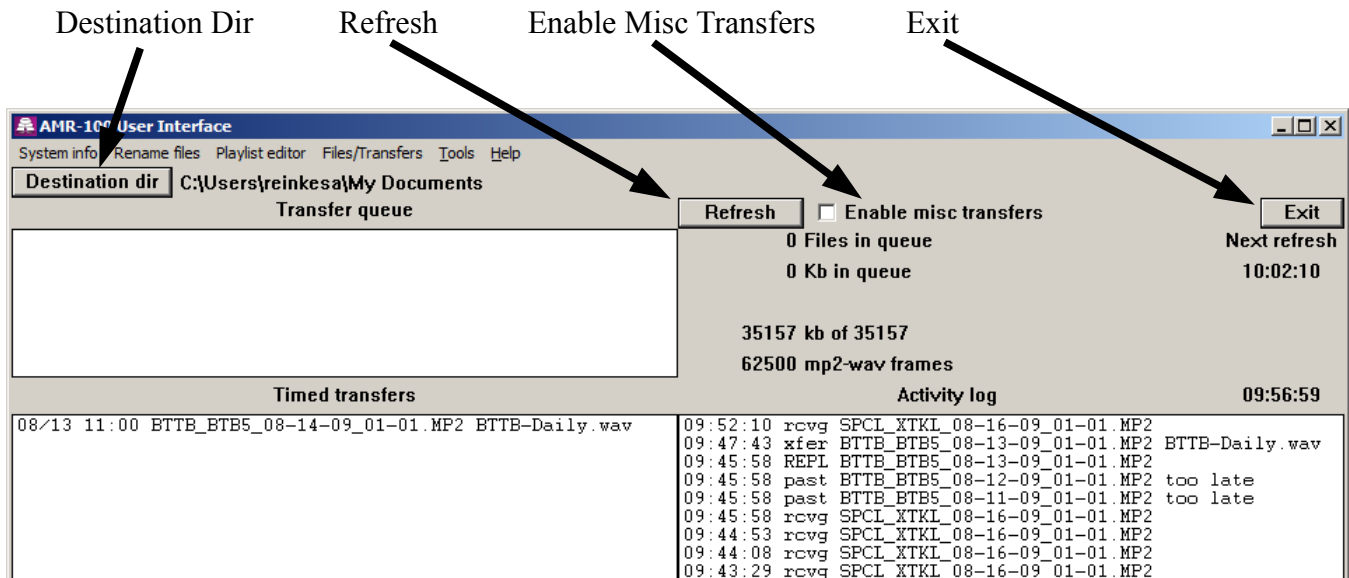 Destination Dir Refresh Enable Misc Transfers Exit
AMR-100 User Interface
System info Rename files Playlist editor Files/Transfers Tools Help
Destination dir C:\Users\reinkesa\My Documents
Transfer queue Refresh Enable misc transfers Exit
0 Files in queue Next refresh
0 Kb in queue 10:02:10
35157 kb of 35157
62500 mp2-wav frames
Timed transfers Activity log 09:56:59
08/13 11:00 BTTB_BTB5_08-14-09_01-01.MP2 BTTB-Daily.wav 09:52:10 rcvg SPCL_XTKL_08-16-09_01-01.MP2
09:47:43 xfer BTTB_BTB5_08-13-09_01-01.MP2 BTTB-Daily.wav
09:45:58 REPL BTTB_BTB5_08-13-09_01-01.MP2
09:45:58 past BTTB_BTB5_08-12-09_01-01.MP2 too late
09:45:58 past BTTB_BTB5_08-11-09_01-01.MP2 too late
09:45:58 rcvg SPCL_XTKL_08-16-09_01-01.MP2
09:44:53 rcvg SPCL_XTKL_08-16-09_01-01.MP2
09:44:08 rcvg SPCL_XTKL_08-16-09_01-01.MP2
09:43:29 rcvg SPCL_XTKL_08-16-09_01-01.MP2